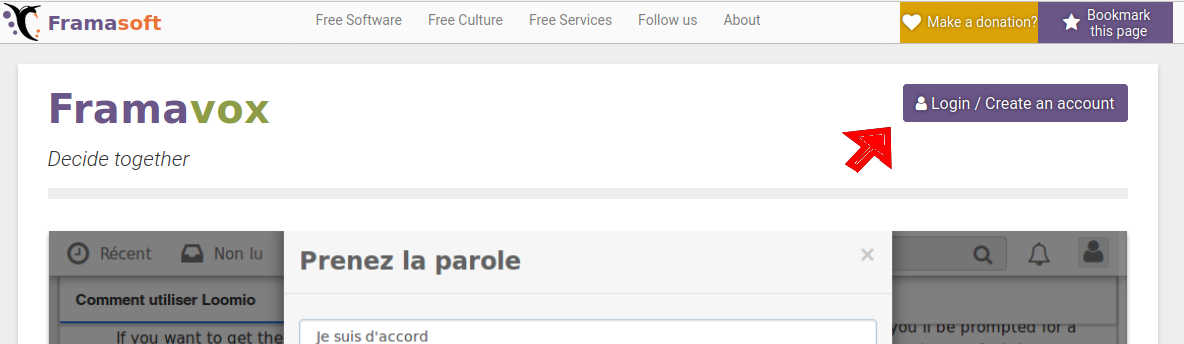 Framasoft
Free Software Free Culture Free Services Follow us About
Make a donation?
Bookmark
this page
Framavox
Login / Create an account
Decide together
Récent Non lu
Prenez la parole ×
Comment utiliser Loomio
Je suis d'accord
If you want to get the
you'll be prompted for a